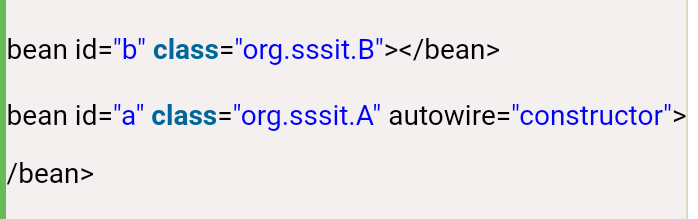 bean id="b" class="org.sssit.B"></bean>
bean id="a" class="org.sssit.A" autowire="constructor">
/bean>